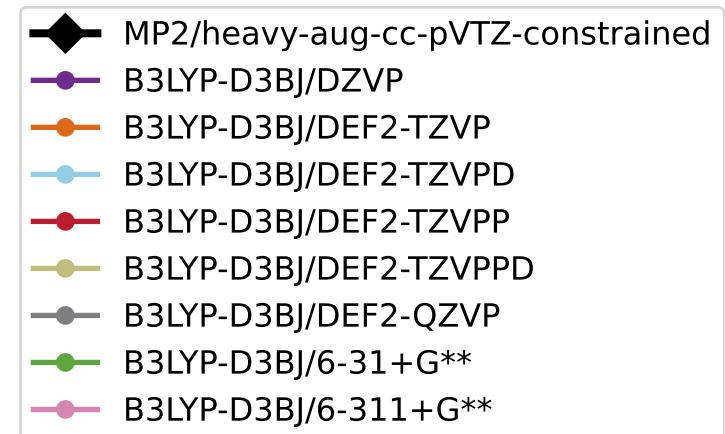 MP2/heavy-aug-cc-pVTZ-constrained
B3LYP-D3BJ/DZVP
B3LYP-D3BJ/DEF2-TZVP
B3LYP-D3BJ/DEF2-TZVPD
B3LYP-D3BJ/DEF2-TZVPP
B3LYP-D3BJ/DEF2-TZVPPD
B3LYP-D3BJ/DEF2-QZVP
B3LYP-D3BJ/6-31+G**
B3LYP-D3BJ/6-311+G**